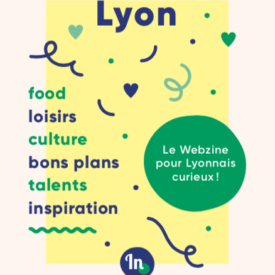 Lyon
food
loisirs
culture
bons plans
talents
inspiration
Le Webzine
pour Lyonnais
curieux !
In